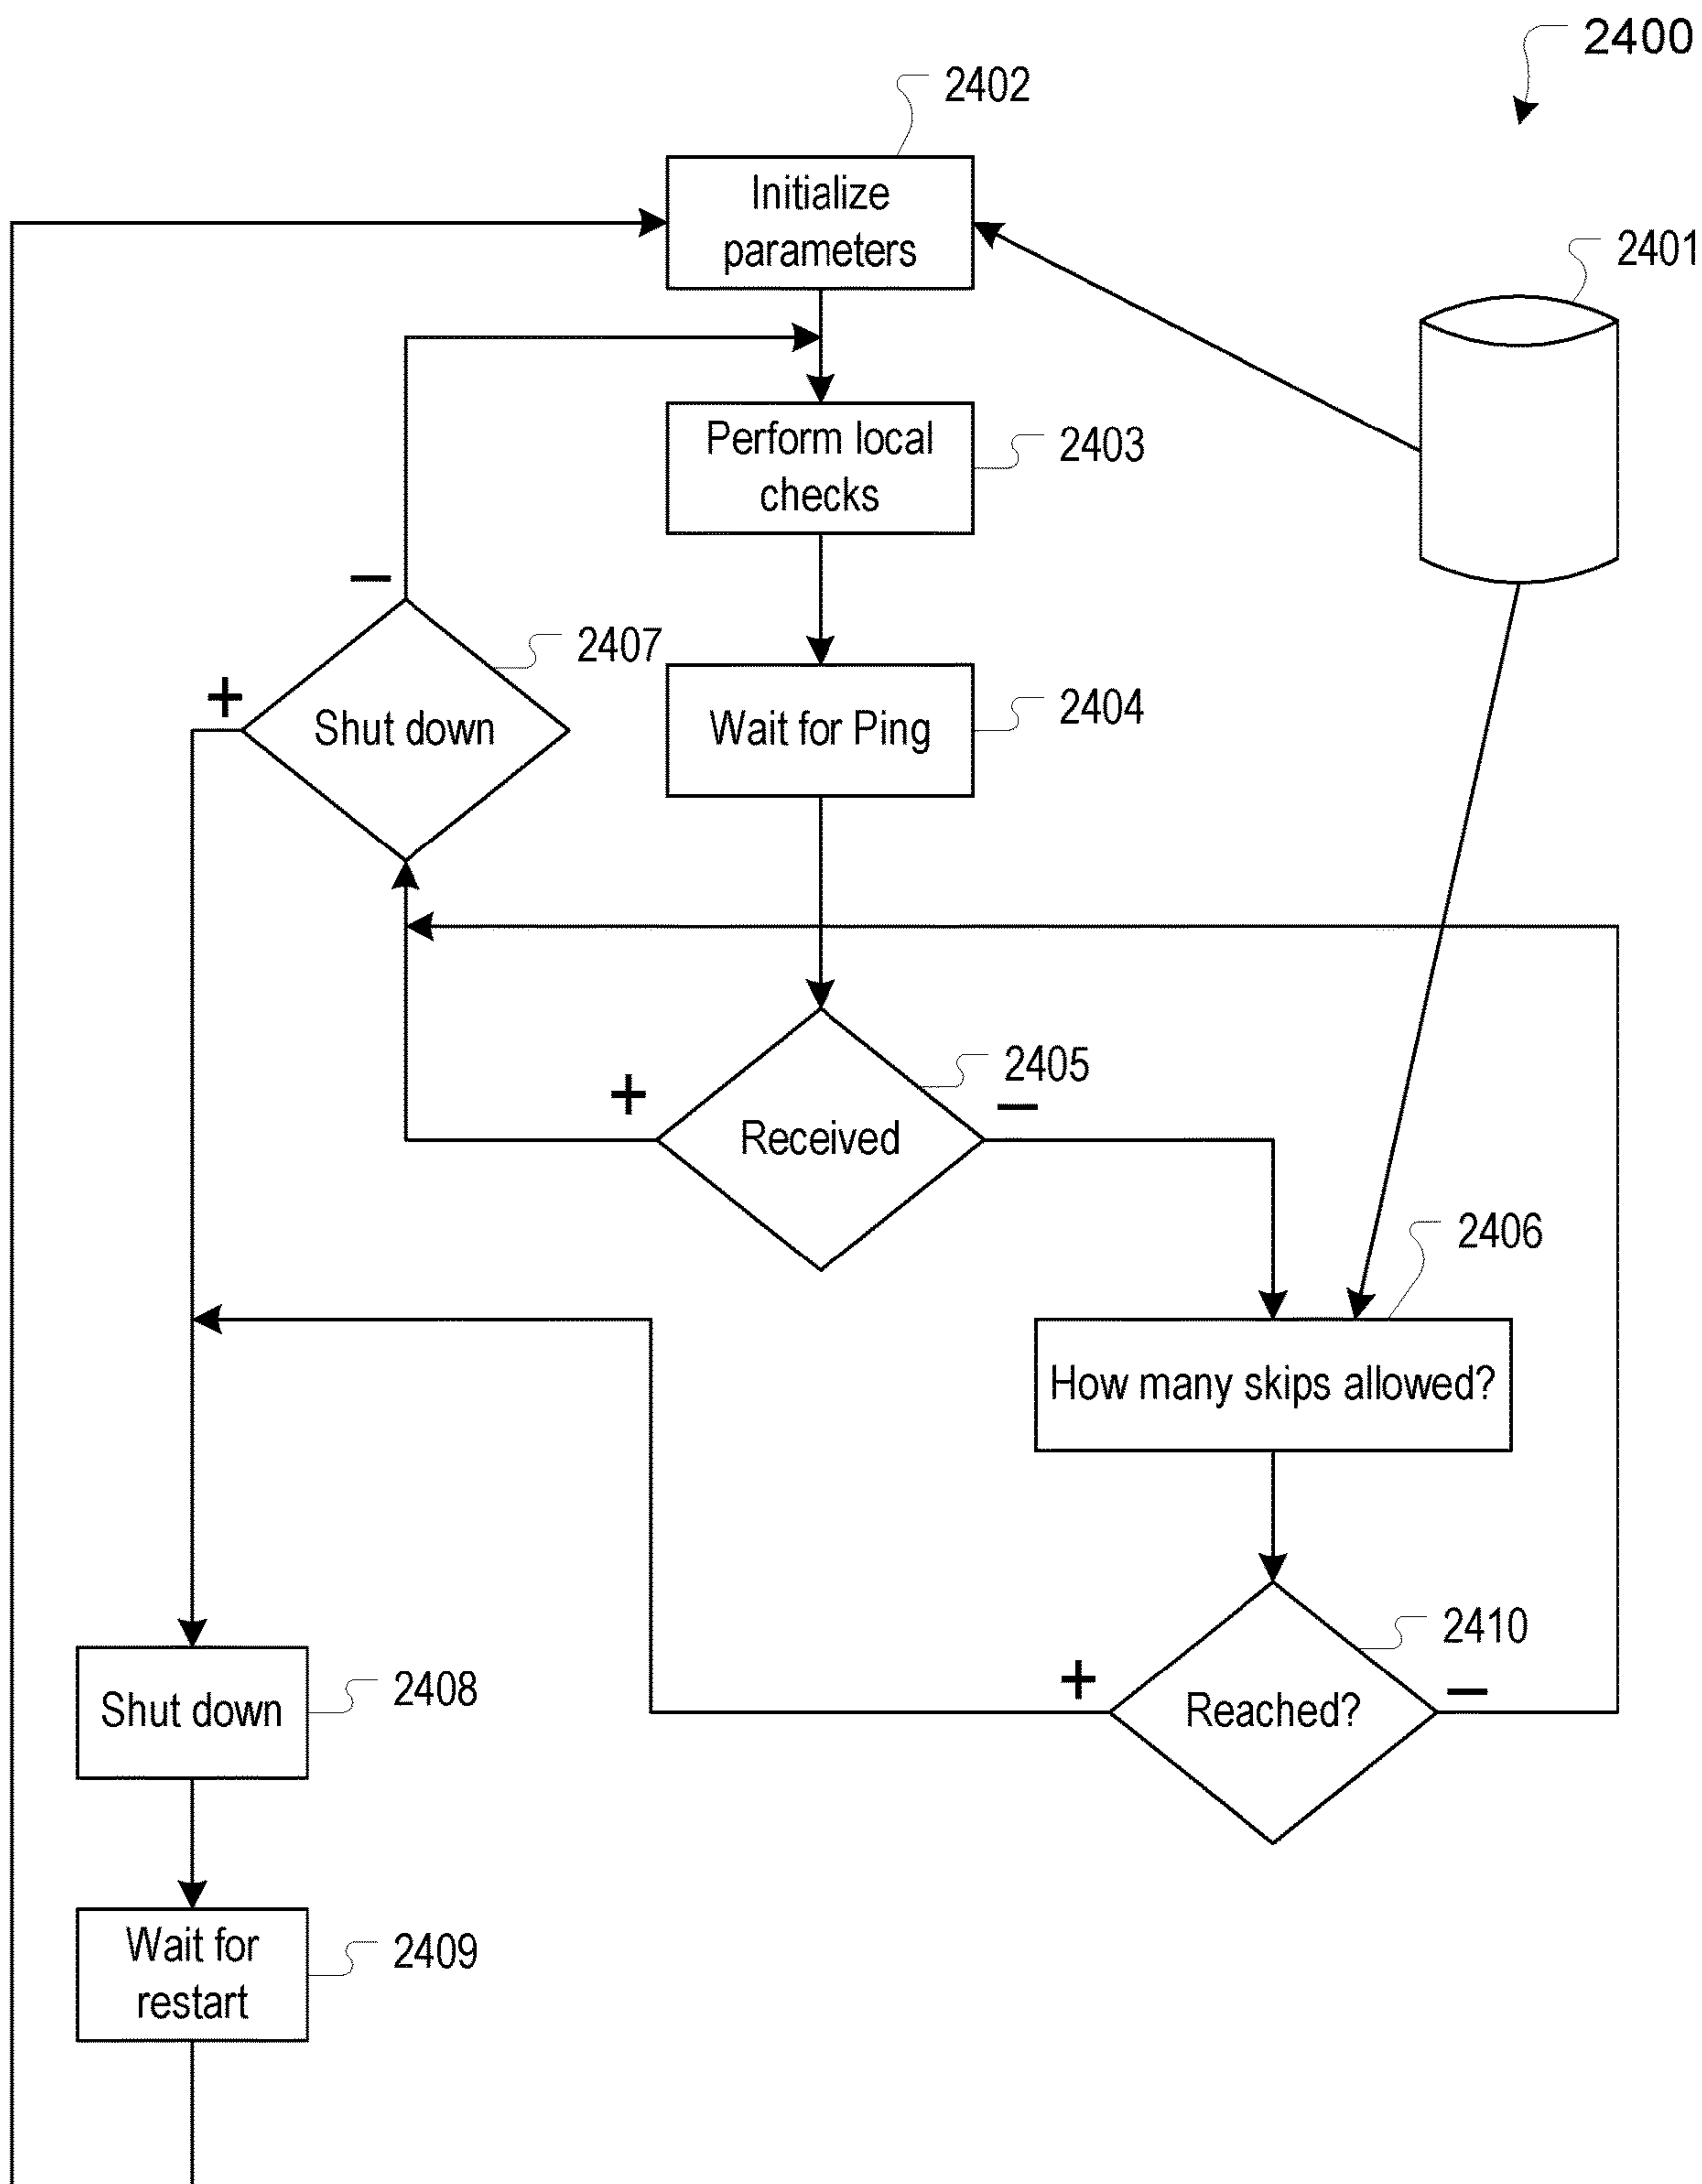 2400
2402
Initialize
parameters
2401
Perform local
checks
2403
−
2407
+
Shut down
Wait for Ping
2404
2405
+
−
Received
2406
How many skips allowed?
2410
+
−
Reached?
Shut down
2408
Wait for
restart
2409